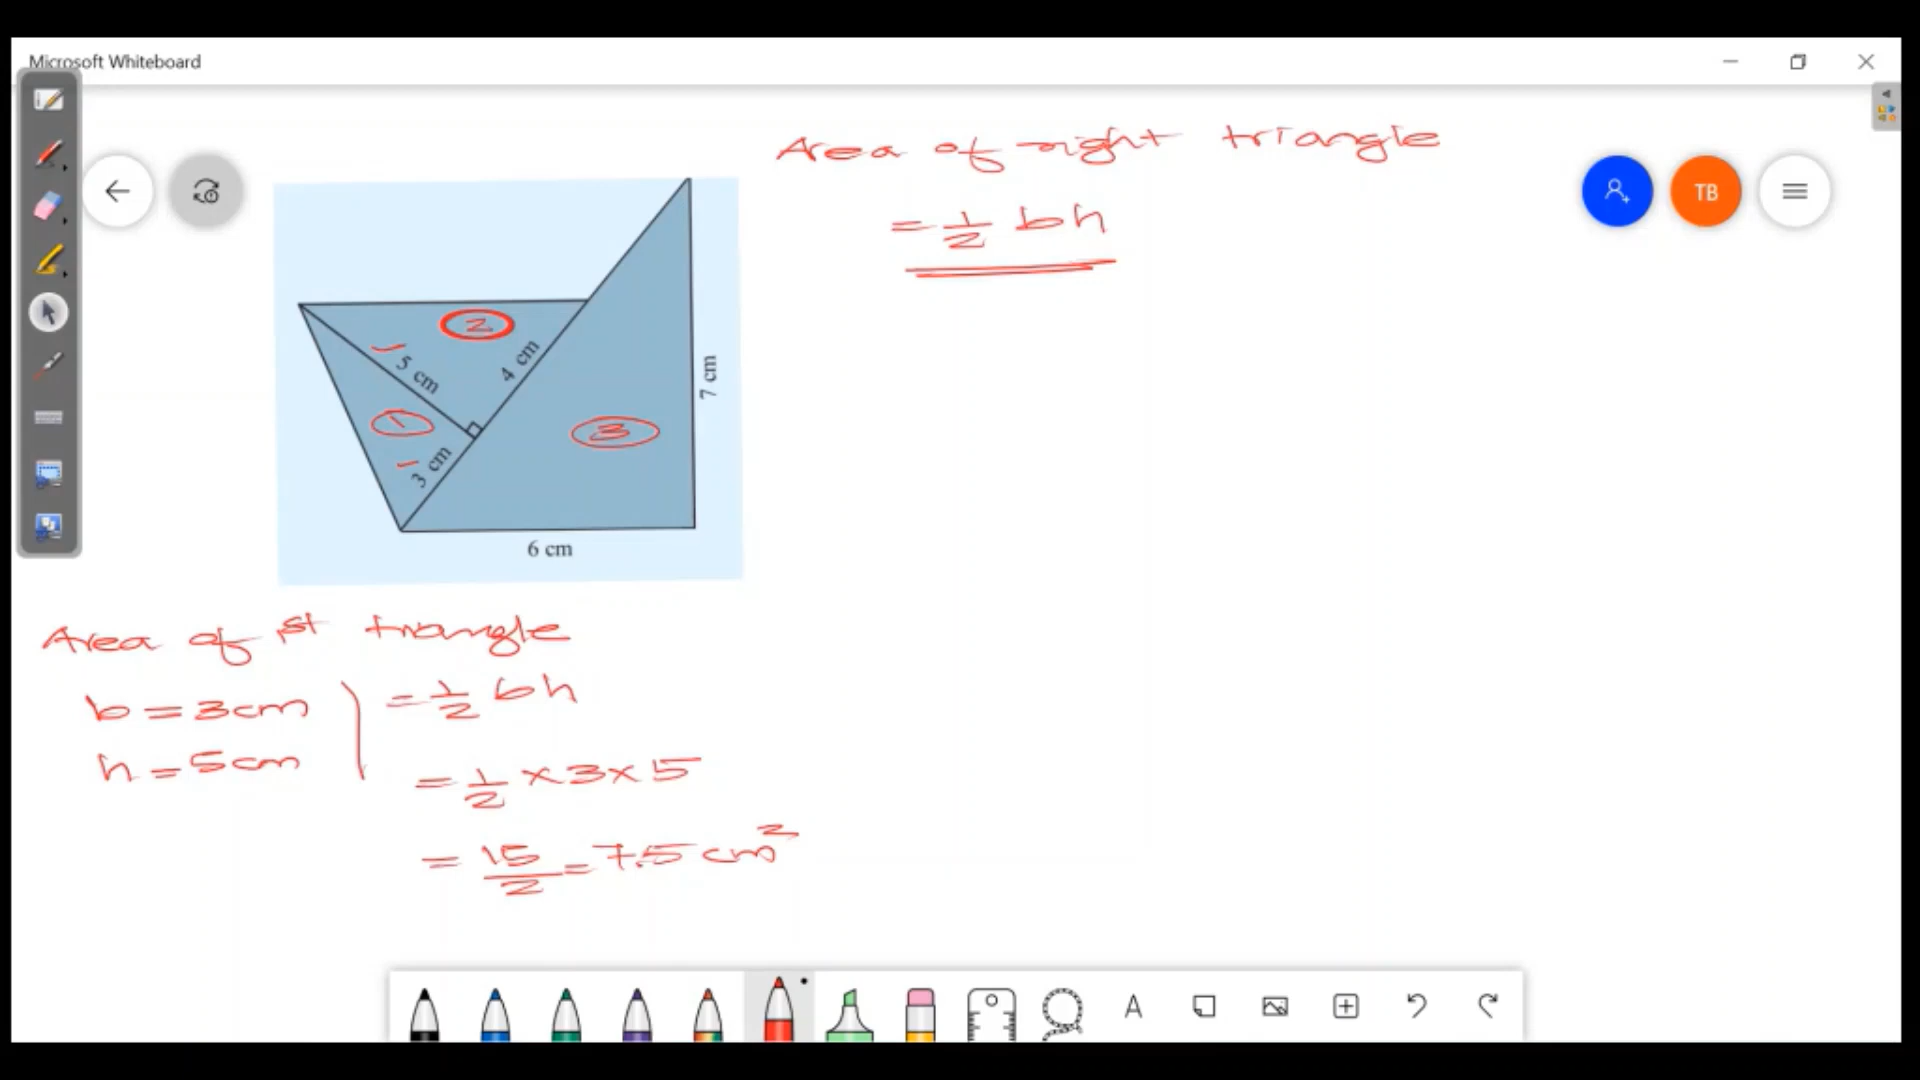 Microsoft Whiteboard
Area of right triangle
= 1/2 bh
TB
2
5 cm
4 cm
7 cm
1
3
3 cm
6 cm
Area of 1st triangle
b = 3cm
= 1/2 bh
h = 5cm
= 1/2 × 3 × 5
= 15/2 = 7.5 cm²
A